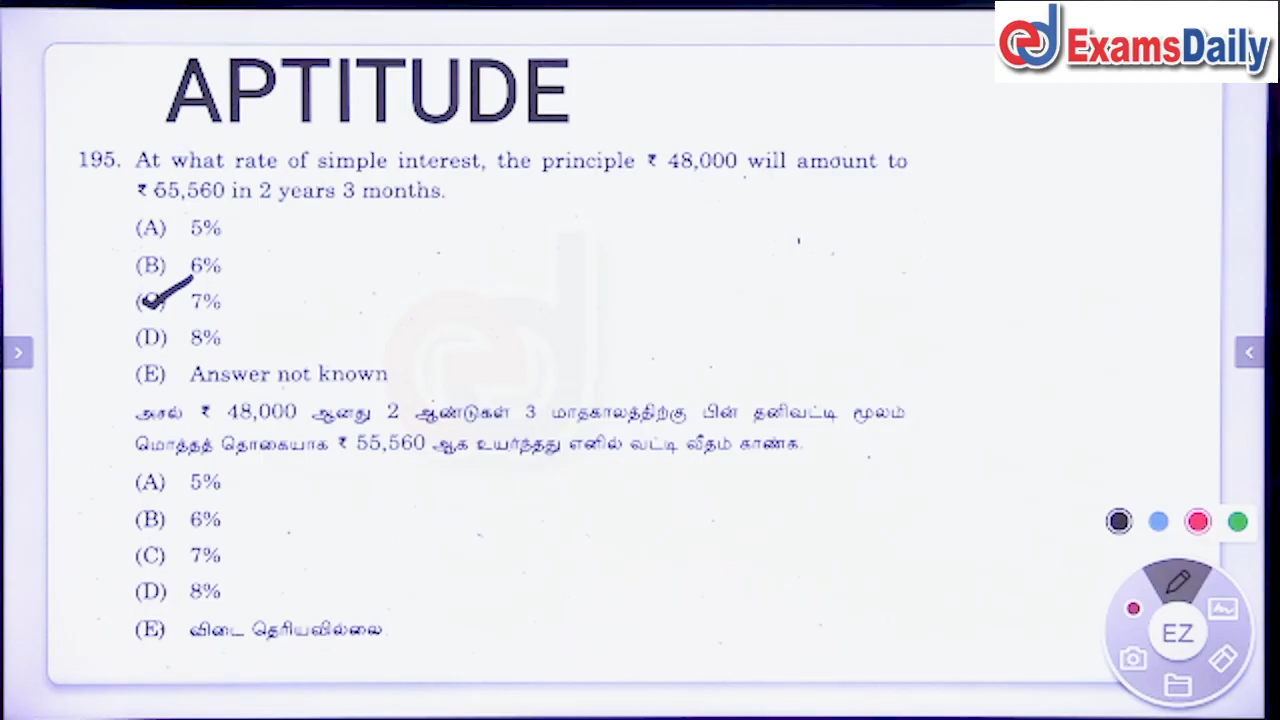 ExamsDaily
APTITUDE
195. At what rate of simple interest, the principle ₹ 48,000 will amount to
₹ 55,560 in 2 years 3 months.
(A) 5%
(B) 6%
(C) 7%
(D) 8%
(E) Answer not known
அசல் ₹ 48,000 ஆனது 2 ஆண்டுகள் 3 மாதகாலத்திற்கு பின் தனிவட்டி மூலம்
மொத்தத் தொகையாக ₹ 55,560 ஆக உயர்ந்தது எனில் வட்டி வீதம் காண்க.
(A) 5%
(B) 6%
(C) 7%
(D) 8%
(E) விடை தெரியவில்லை
EZ